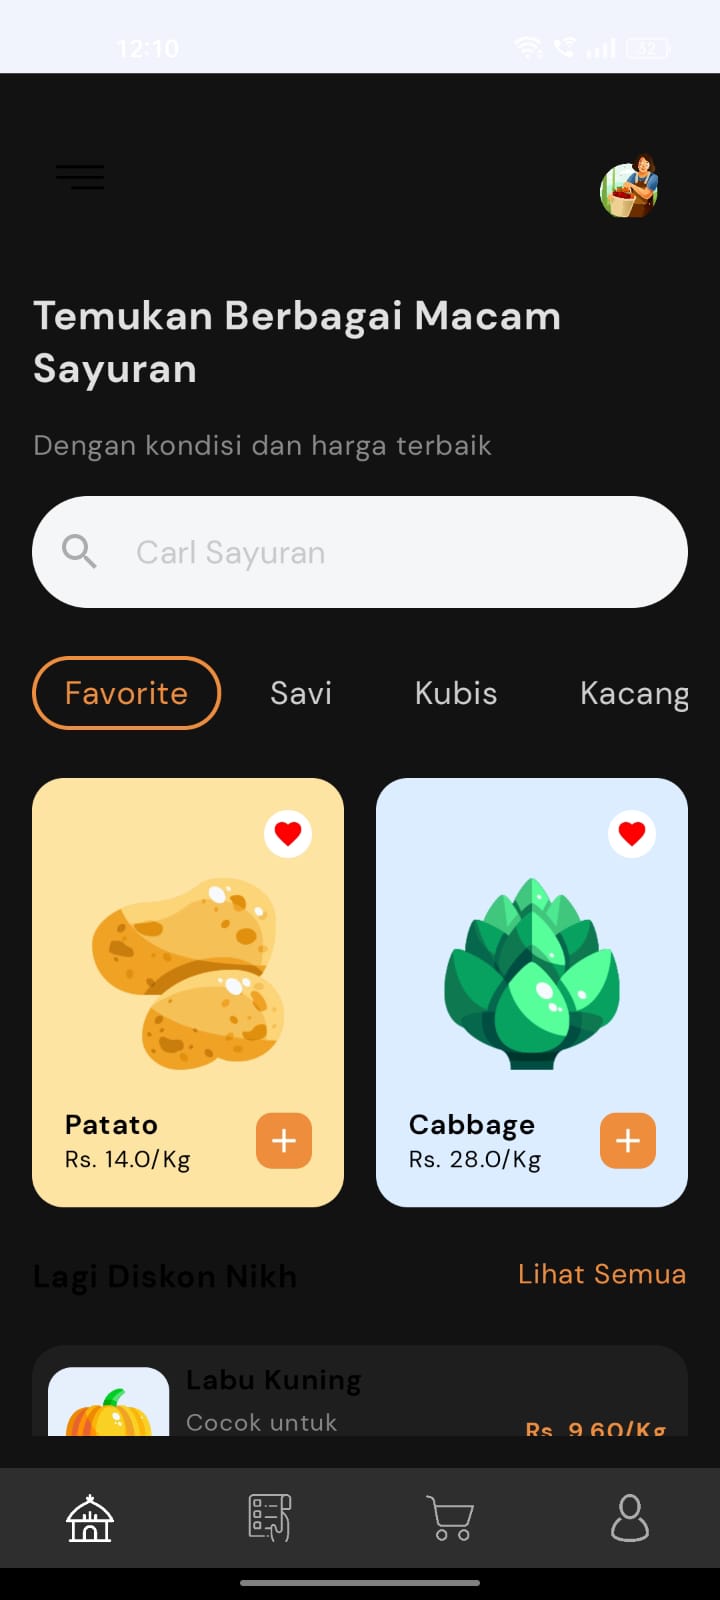 12:10
32
Temukan Berbagai Macam
Sayuran
Dengan kondisi dan harga terbaik
Carl Sayuran
Favorite Savi Kubis Kacang
Patato
Rs. 14.0/Kg
Cabbage
Rs. 28.0/Kg
Lagi Diskon Nikh
Lihat Semua
Labu Kuning
Cocok untuk
Rs. 9.60/Kg